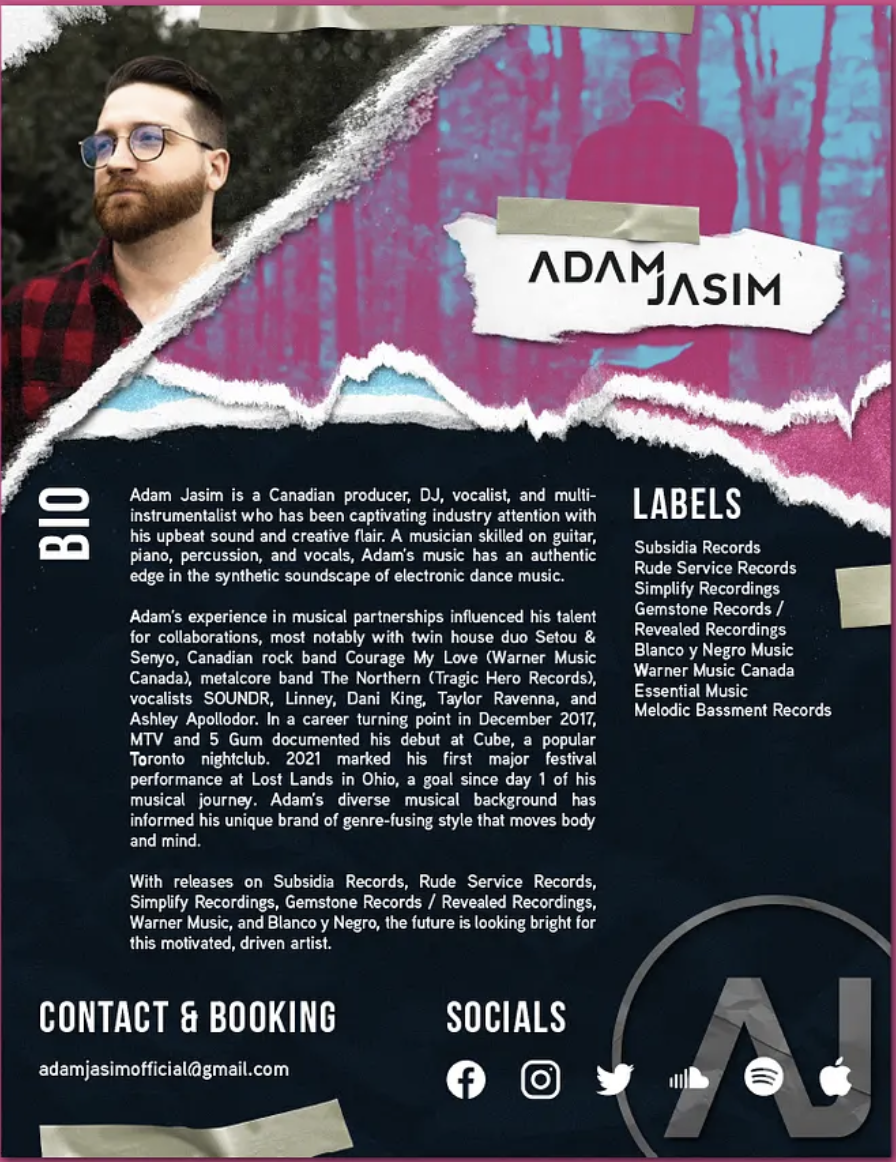 ADAM
JASIM
BIO
Adam Jasim is a Canadian producer, DJ, vocalist, and multi-
instrumentalist who has been captivating industry attention with
his upbeat sound and creative flair. A musician skilled on guitar,
piano, percussion, and vocals, Adam's music has an authentic
edge in the synthetic soundscape of electronic dance music.
Adam's experience in musical partnerships influenced his talent
for collaborations, most notably with twin house duo Setou &
Senyo, Canadian rock band Courage My Love (Warner Music
Canada), metalcore band The Northern (Tragic Hero Records),
vocalists SOUNDR, Linney, Dani King, Taylor Ravenna, and
Ashley Apollodor. In a career turning point in December 2017,
MTV and 5 Gum documented his debut at Cube, a popular
Toronto nightclub. 2021 marked his first major festival
performance at Lost Lands in Ohio, a goal since day 1 of his
musical journey. Adam's diverse musical background has
informed his unique brand of genre-fusing style that moves body
and mind.
With releases on Subsidia Records, Rude Service Records,
Simplify Recordings, Gemstone Records / Revealed Recordings,
Warner Music, and Blanco y Negro, the future is looking bright for
this motivated, driven artist.
LABELS
Subsidia Records
Rude Service Records
Simplify Recordings
Gemstone Records /
Revealed Recordings
Blanco y Negro Music
Warner Music Canada
Essential Music
Melodic Bassment Records
CONTACT & BOOKING
adamjasimofficial@gmail.com
SOCIALS
AJ